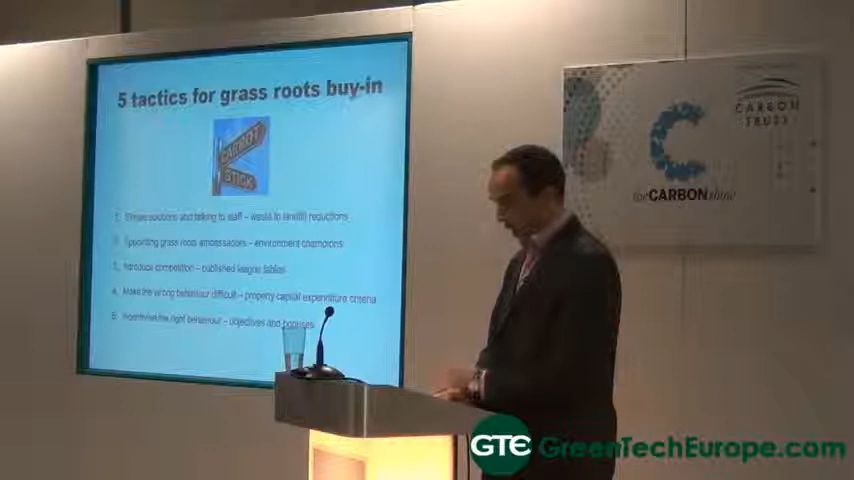 5 tactics for grass roots buy-in
CARROT
STICK
1. Simple solutions and talking to staff – waste to landfill reductions
2. Appointing grass roots ambassadors – environment champions
3. Introduce competition – published league tables
4. Make the wrong behaviour difficult – property capital expenditure criteria
5. Incentivise the right behaviour – objectives and bonuses
CARBON
TRUST
theCARBONshow
GTE GreenTechEurope.com